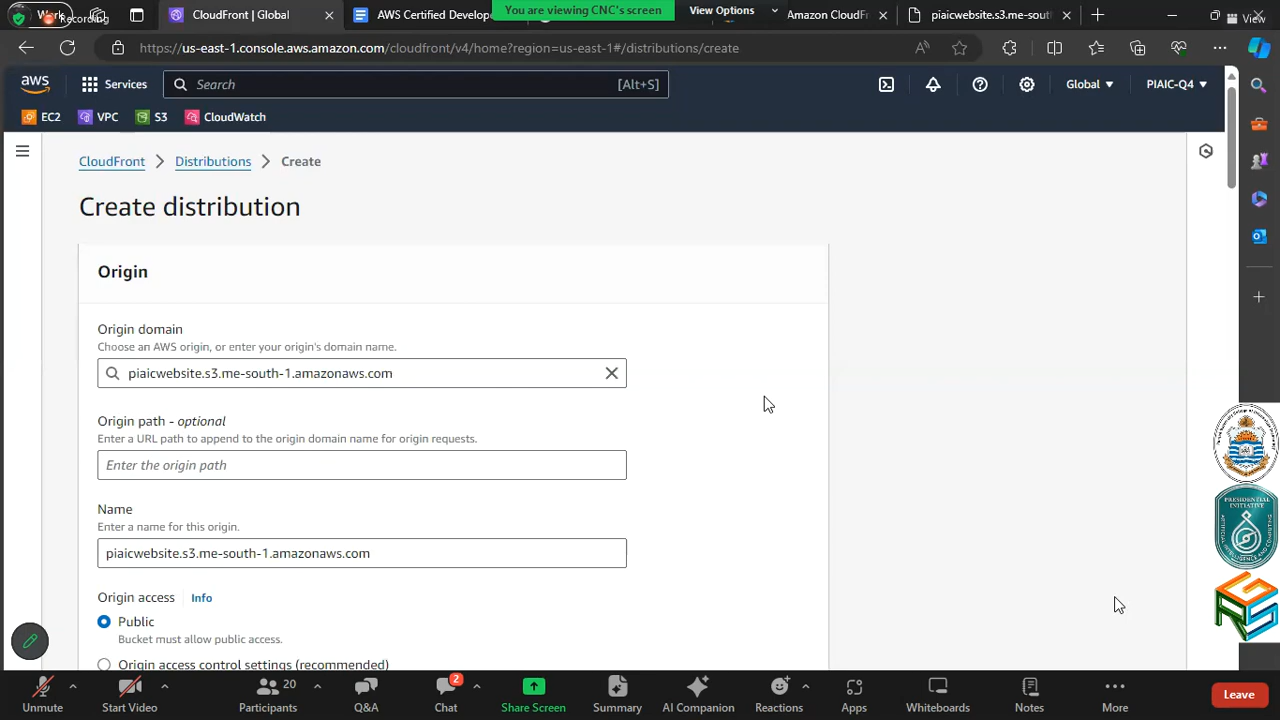 Recording
CloudFront | Global
AWS Certified Develop
You are viewing CNC's screen
View Options
Amazon CloudF
piaicwebsite.s3.me-sout
View
https://us-east-1.console.aws.amazon.com/cloudfront/v4/home?region=us-east-1#/distributions/create
aws
Services
Search
[Alt+S]
Global
PIAIC-Q4
EC2
VPC
S3
CloudWatch
CloudFront
Distributions
Create
Create distribution
Origin
Origin domain
Choose an AWS origin, or enter your origin's domain name.
piaicwebsite.s3.me-south-1.amazonaws.com
Origin path - optional
Enter a URL path to append to the origin domain name for origin requests.
Enter the origin path
Name
Enter a name for this origin.
piaicwebsite.s3.me-south-1.amazonaws.com
Origin access
Info
Public
Bucket must allow public access.
Origin access control settings (recommended)
PRESIDENTIAL
INITIATIVE
Unmute
Start Video
20
Participants
Q&A
2
Chat
Share Screen
Summary
AI Companion
Reactions
Apps
Whiteboards
Notes
More
Leave